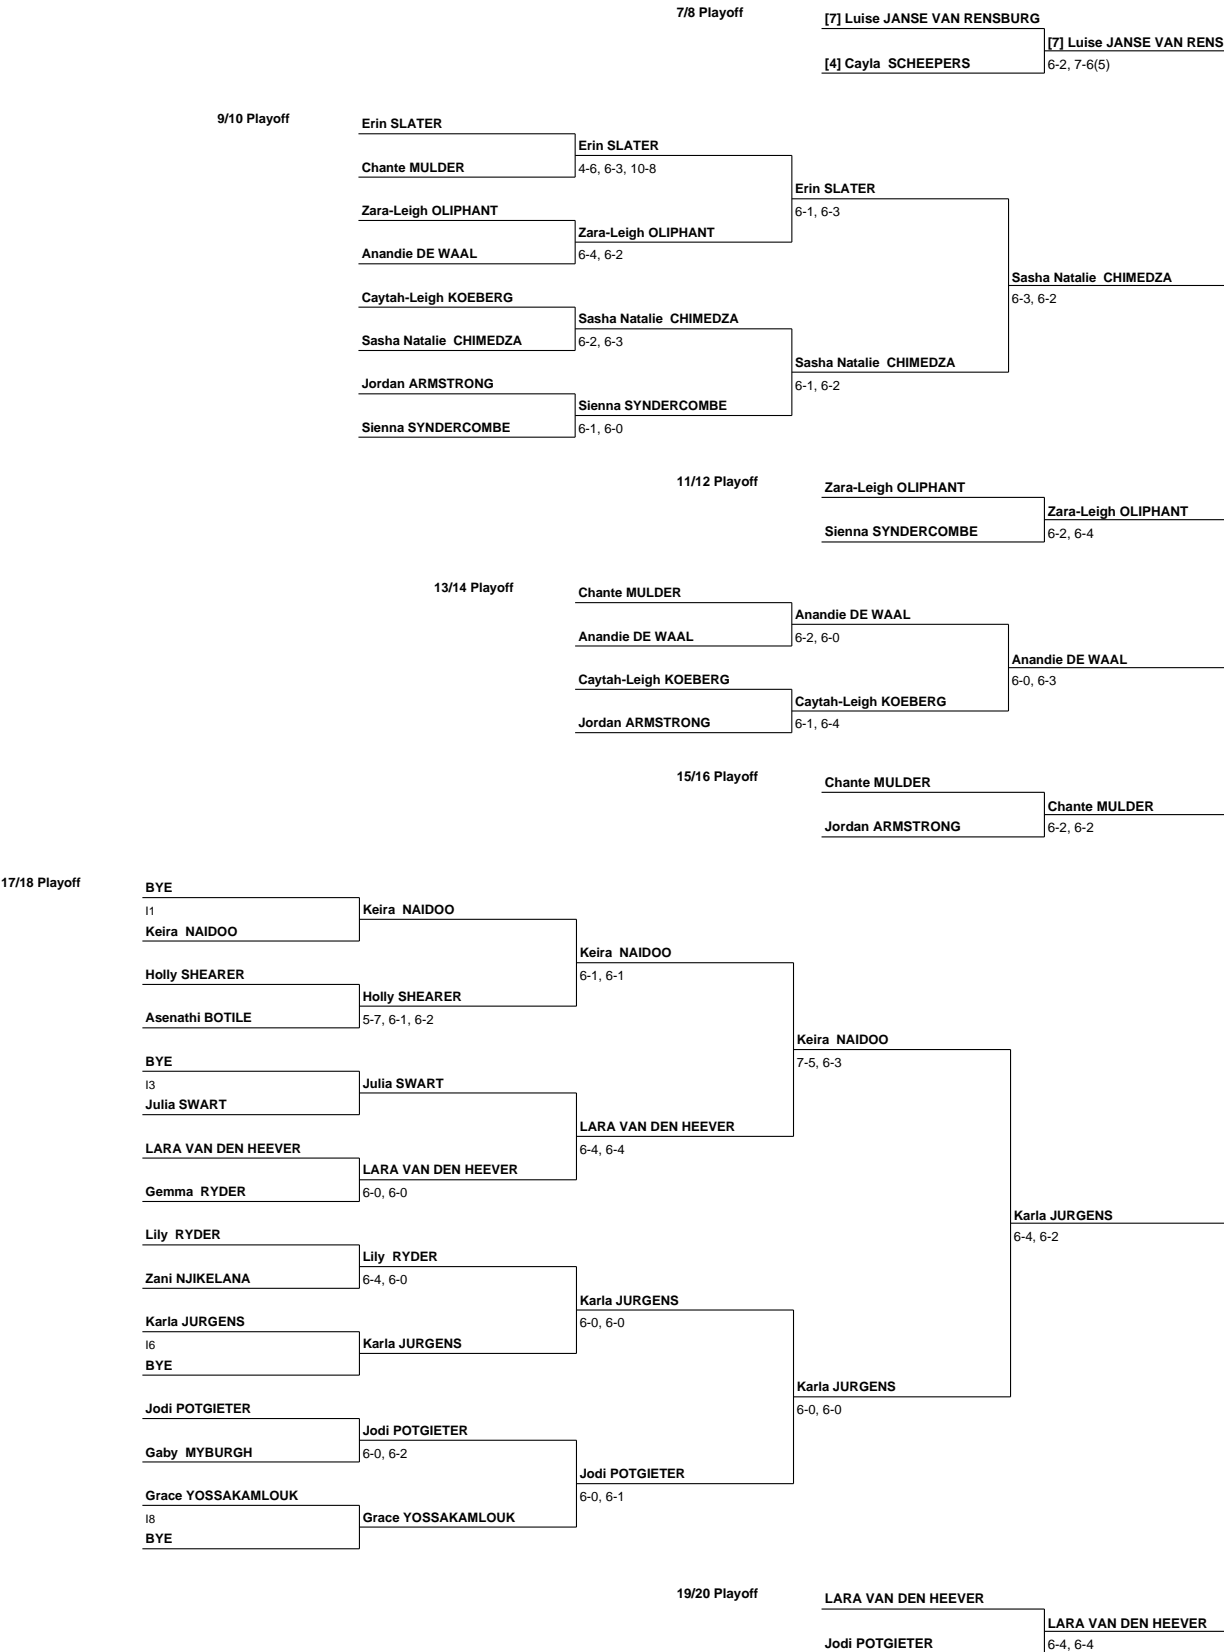 7/8 Playoff
[7] Luise JANSE VAN RENSBURG
[7] Luise JANSE VAN RENS
[4] Cayla SCHEEPERS
6-2, 7-6(5)
9/10 Playoff
Erin SLATER
Erin SLATER
Chante MULDER
4-6, 6-3, 10-8
Erin SLATER
Zara-Leigh OLIPHANT
6-1, 6-3
Zara-Leigh OLIPHANT
Anandie DE WAAL
6-4, 6-2
Sasha Natalie CHIMEDZA
Caytah-Leigh KOEBERG
6-3, 6-2
Sasha Natalie CHIMEDZA
Sasha Natalie CHIMEDZA
6-2, 6-3
Sasha Natalie CHIMEDZA
Jordan ARMSTRONG
6-1, 6-2
Sienna SYNDERCOMBE
Sienna SYNDERCOMBE
6-1, 6-0
11/12 Playoff
Zara-Leigh OLIPHANT
Zara-Leigh OLIPHANT
Sienna SYNDERCOMBE
6-2, 6-4
13/14 Playoff
Chante MULDER
Anandie DE WAAL
Anandie DE WAAL
6-2, 6-0
Anandie DE WAAL
Caytah-Leigh KOEBERG
6-0, 6-3
Caytah-Leigh KOEBERG
Jordan ARMSTRONG
6-1, 6-4
15/16 Playoff
Chante MULDER
Chante MULDER
Jordan ARMSTRONG
6-2, 6-2
17/18 Playoff
BYE
I1
Keira NAIDOO
Keira NAIDOO
Keira NAIDOO
Holly SHEARER
6-1, 6-1
Holly SHEARER
Asenathi BOTILE
5-7, 6-1, 6-2
Keira NAIDOO
BYE
7-5, 6-3
I3
Julia SWART
Julia SWART
LARA VAN DEN HEEVER
LARA VAN DEN HEEVER
6-4, 6-4
LARA VAN DEN HEEVER
Gemma RYDER
6-0, 6-0
Karla JURGENS
Lily RYDER
6-4, 6-2
Lily RYDER
Zani NJIKELANA
6-4, 6-0
Karla JURGENS
Karla JURGENS
6-0, 6-0
I6
Karla JURGENS
BYE
Karla JURGENS
Jodi POTGIETER
6-0, 6-0
Jodi POTGIETER
Gaby MYBURGH
6-0, 6-2
Jodi POTGIETER
Grace YOSSAKAMLOUK
6-0, 6-1
I8
Grace YOSSAKAMLOUK
BYE
19/20 Playoff
LARA VAN DEN HEEVER
LARA VAN DEN HEEVER
Jodi POTGIETER
6-4, 6-4